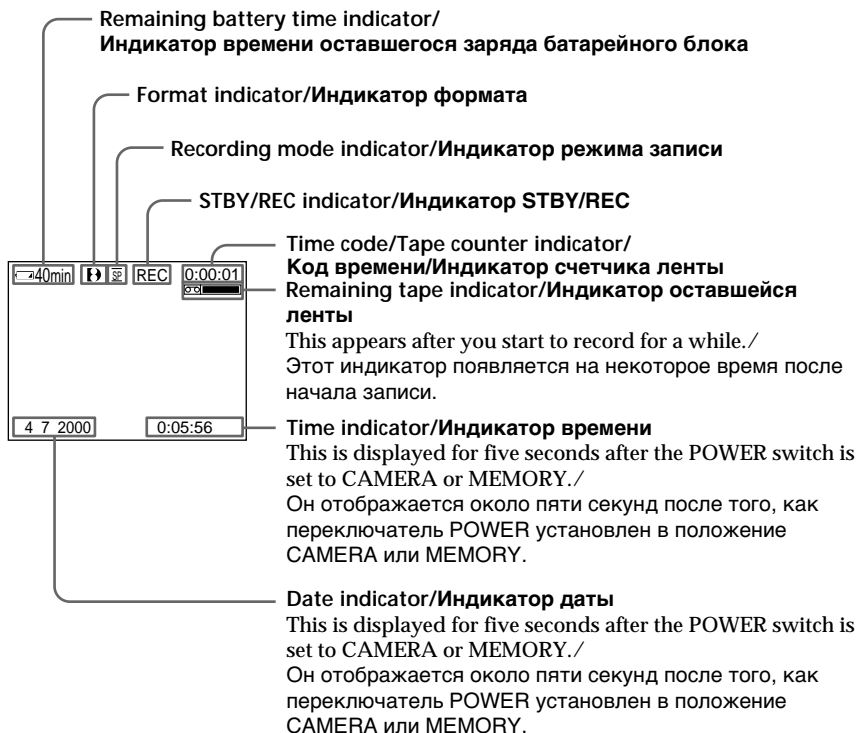 Remaining battery time indicator/
Индикатор времени оставшегося заряда батарейного блока
Format indicator/Индикатор формата
Recording mode indicator/Индикатор режима записи
STBY/REC indicator/Индикатор STBY/REC
Time code/Tape counter indicator/
Код времени/Индикатор счетчика ленты
Remaining tape indicator/Индикатор оставшейся
ленты
This appears after you start to record for a while./
Этот индикатор появляется на некоторое время после
начала записи.
40min SP REC 0:00:01
4 7 2000 0:05:56
Time indicator/Индикатор времени
This is displayed for five seconds after the POWER switch is
set to CAMERA or MEMORY./
Он отображается около пяти секунд после того, как
переключатель POWER установлен в положение
CAMERA или MEMORY.
Date indicator/Индикатор даты
This is displayed for five seconds after the POWER switch is
set to CAMERA or MEMORY./
Он отображается около пяти секунд после того, как
переключатель POWER установлен в положение
CAMERA или MEMORY.